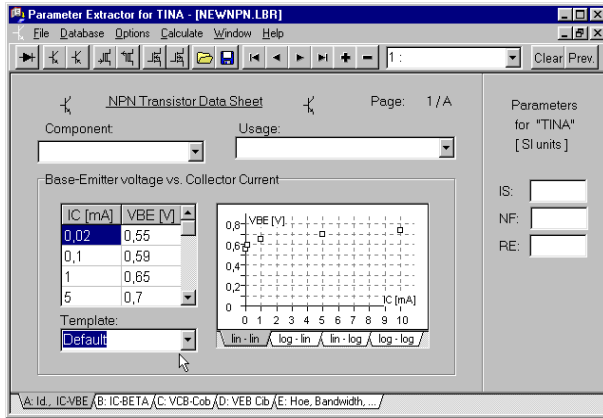 Parameter Extractor for TINA - [NEWNPN.LBR]
File Database Options Calculate Window Help
1 : Clear Prev.
NPN Transistor Data Sheet Page: 1/A
Component: Usage:
Parameters
for "TINA"
[ SI units ]
Base-Emitter voltage vs. Collector Current
IC [mA] VBE [V]
0,02 0,55
0,1 0,59
1 0,65
5 0,7
Template:
Default
VBE [V]
0,8
0,6
0,4
0,2
0
IC [mA]
0 1 2 3 4 5 6 7 8 9 10
lin - lin log - lin lin - log log - log
IS:
NF:
RE:
A: Id., IC-VBE B: IC-BETA C: VCB-Cob D: VEB Cib E: Hoe, Bandwidth, ...